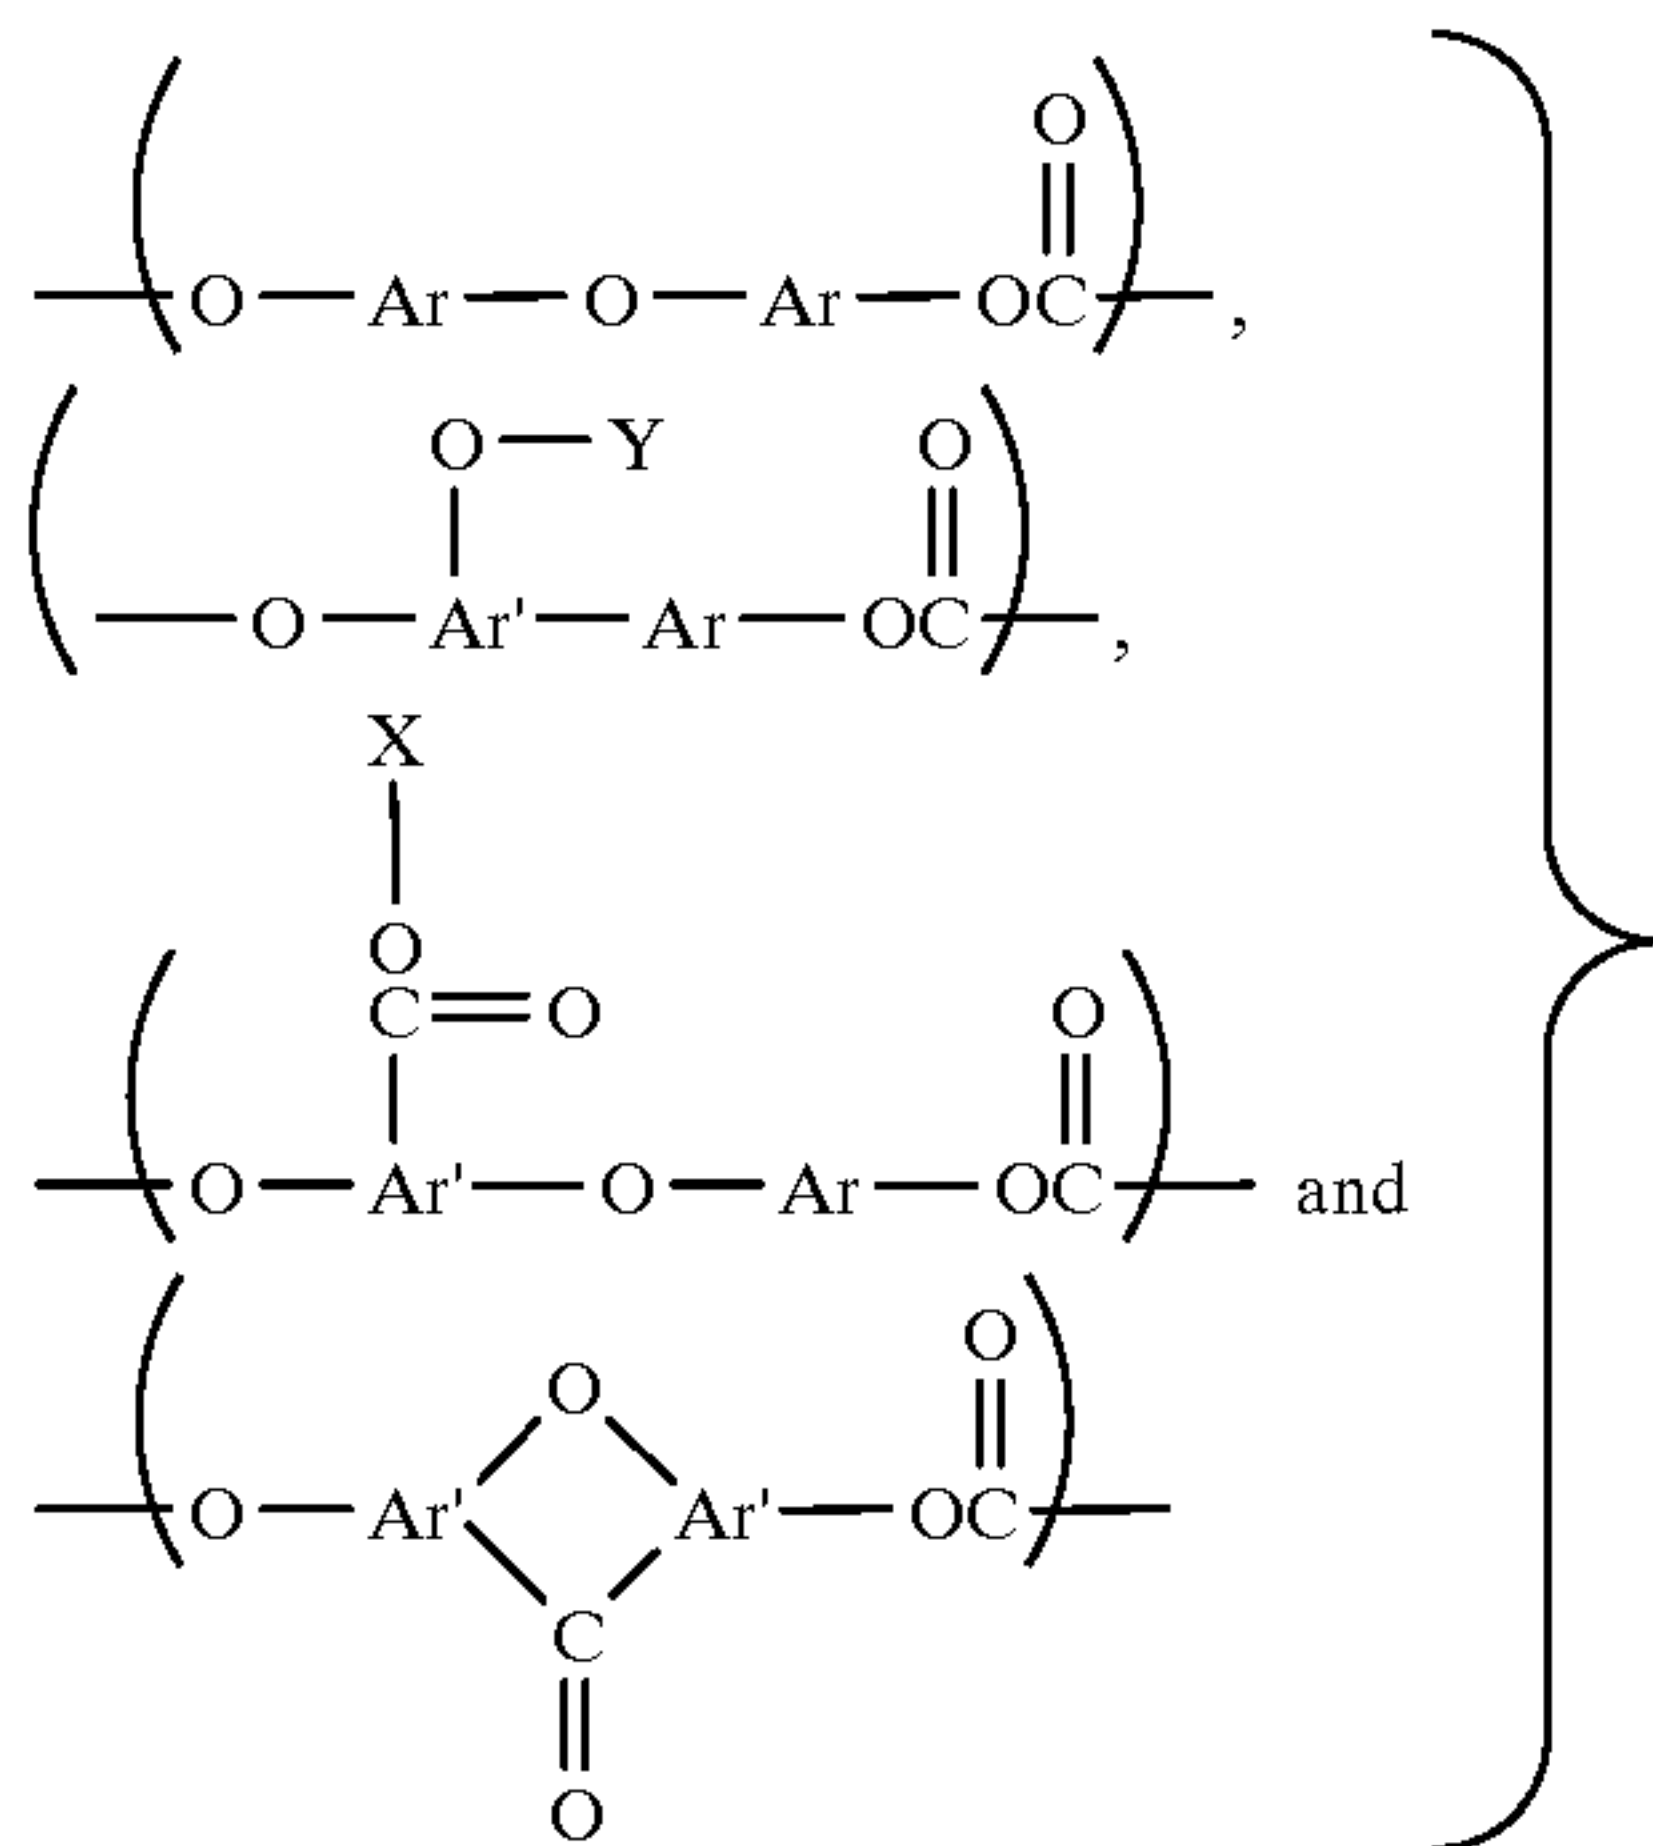 O
O — Ar — O — Ar — OC ,
O — Y O
O — Ar' — Ar — OC ,
X
O
C = O O
O — Ar' — O — Ar — OC and
O
O
O — Ar' Ar' — OC
C
O